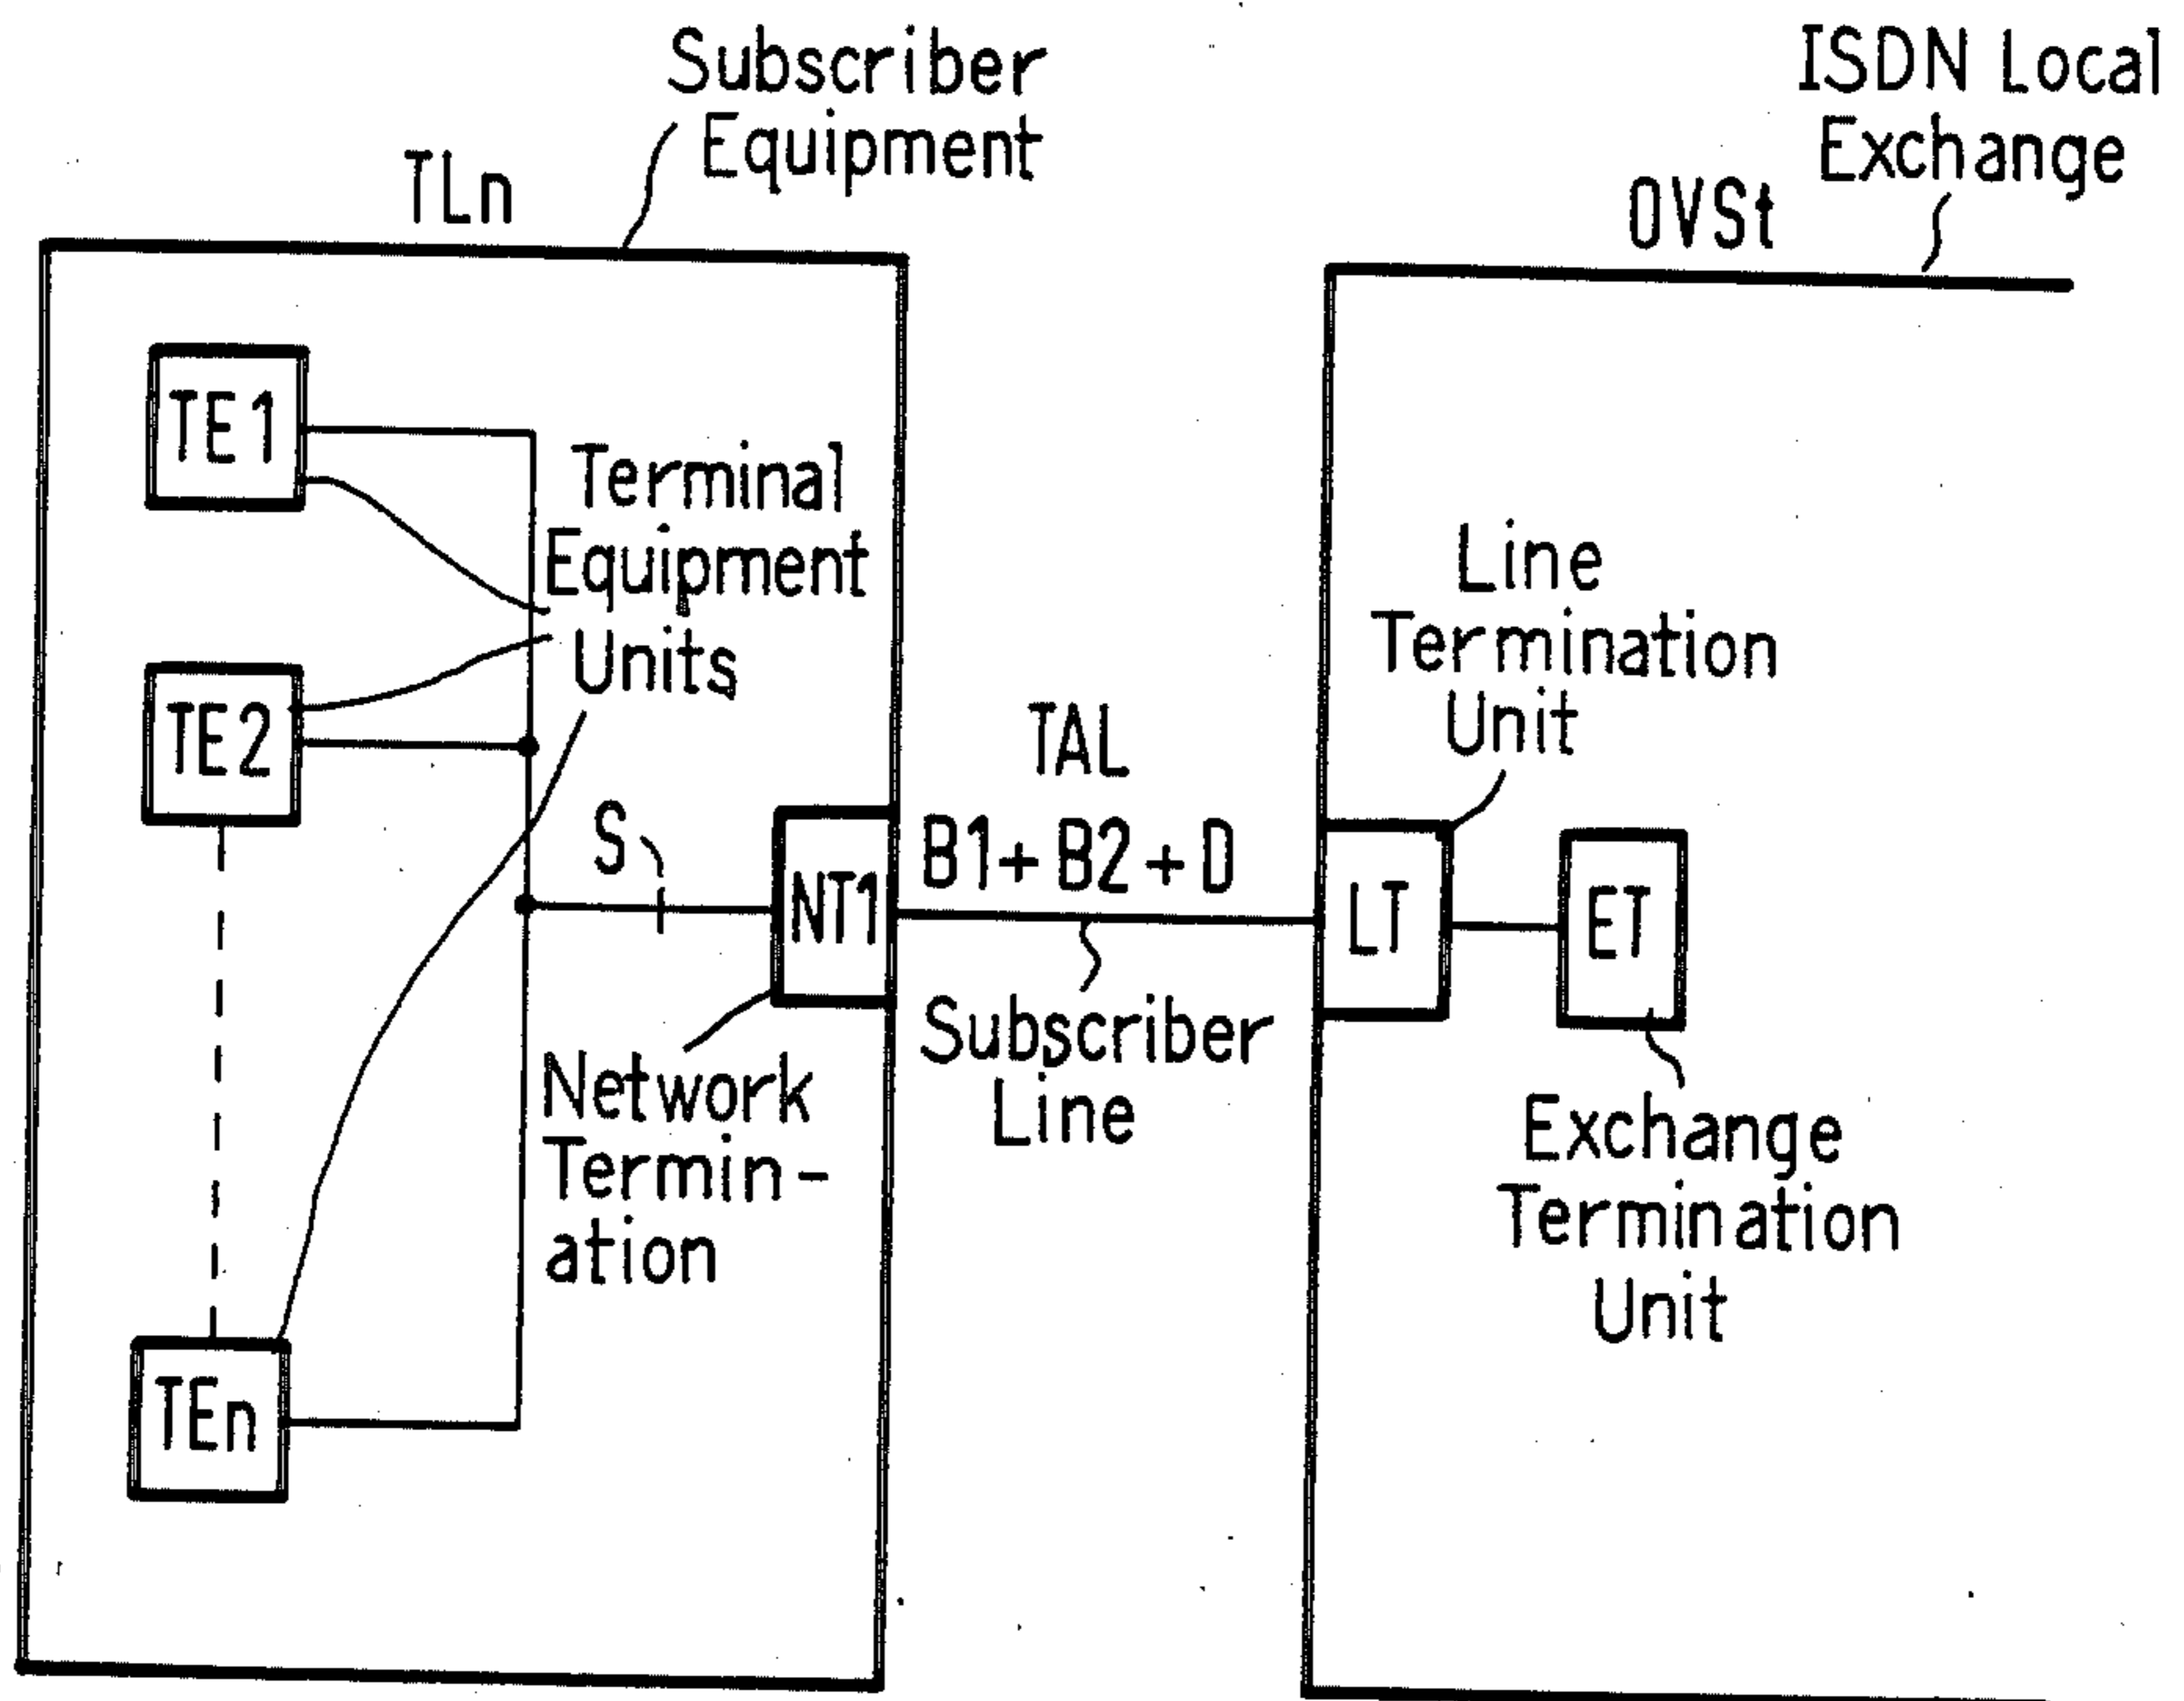 Subscriber
Equipment
TLn
ISDN Local
Exchange
OVSt
TE1
Terminal
Equipment
Units
TE2
TEn
S
NT1
Network
Termin-
ation
TAL
B1+ B2 + D
Subscriber
Line
Line
Termination
Unit
LT
ET
Exchange
Termination
Unit